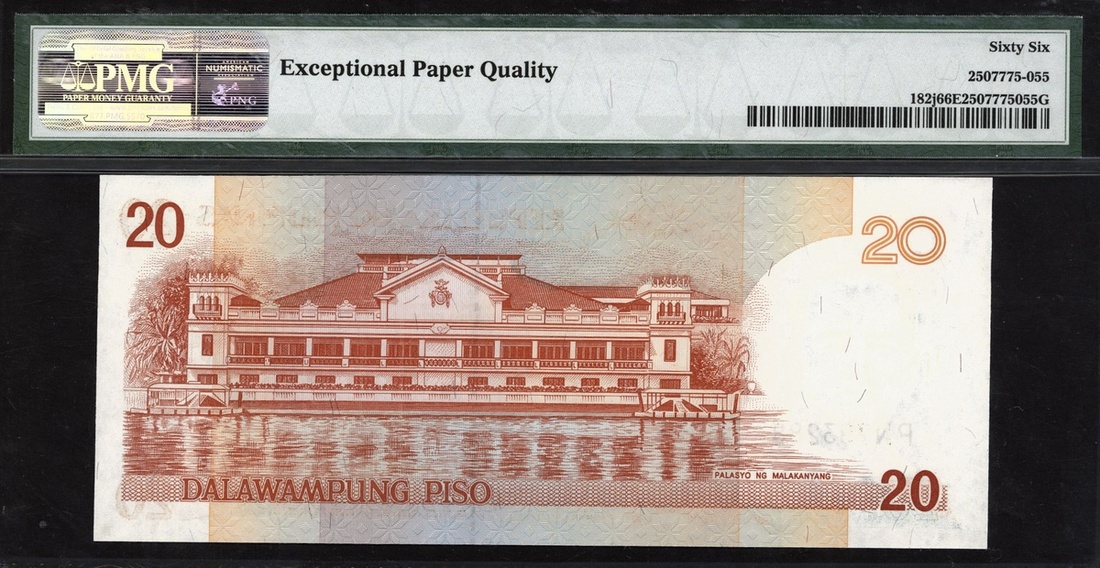 PMG
PAPER MONEY GUARANTY
NUMISMATIC
PNG
Exceptional Paper Quality
Sixty Six
2507775-055
182j66E2507775055G
20
20
PALASYO NG MALAKANYANG
DALAWAMPUNG PISO
20